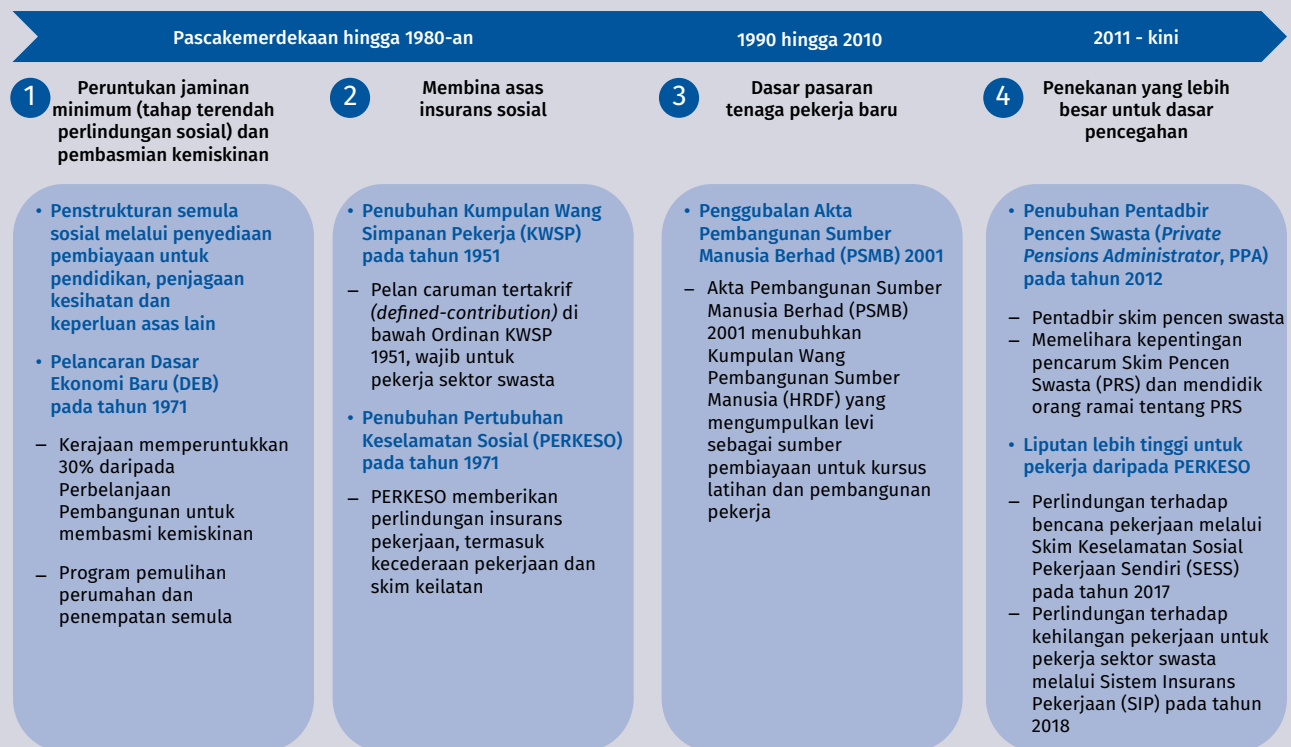 Pascakemerdekaan hingga 1980-an
1990 hingga 2010
2011 - kini
1
Peruntukan jaminan
minimum (tahap terendah
perlindungan sosial) dan
pembasmian kemiskinan
• Penstrukturan semula
sosial melalui penyediaan
pembiayaan untuk
pendidikan, penjagaan
kesihatan dan
keperluan asas lain
• Pelancaran Dasar
Ekonomi Baru (DEB)
pada tahun 1971
– Kerajaan memperuntukkan
30% daripada
Perbelanjaan
Pembangunan untuk
membasmi kemiskinan
– Program pemulihan
perumahan dan
penempatan semula
2
Membina asas
insurans sosial
• Penubuhan Kumpulan Wang
Simpanan Pekerja (KWSP)
pada tahun 1951
– Pelan caruman tertakrif
(defined-contribution) di
bawah Ordinan KWSP
1951, wajib untuk
pekerja sektor swasta
• Penubuhan Pertubuhan
Keselamatan Sosial (PERKESO)
pada tahun 1971
– PERKESO memberikan
perlindungan insurans
pekerjaan, termasuk
kecederaan pekerjaan dan
skim keilatan
3
Dasar pasaran
tenaga pekerja baru
• Penggubalan Akta
Pembangunan Sumber
Manusia Berhad (PSMB) 2001
– Akta Pembangunan Sumber
Manusia Berhad (PSMB)
2001 menubuhkan
Kumpulan Wang
Pembangunan Sumber
Manusia (HRDF) yang
mengumpulkan levi
sebagai sumber
pembiayaan untuk kursus
latihan dan pembangunan
pekerja
4
Penekanan yang lebih
besar untuk dasar
pencegahan
• Penubuhan Pentadbir
Pencen Swasta (Private
Pensions Administrator, PPA)
pada tahun 2012
– Pentadbir skim pencen swasta
– Memelihara kepentingan
pencarum Skim Pencen
Swasta (PRS) dan mendidik
orang ramai tentang PRS
• Liputan lebih tinggi untuk
pekerja daripada PERKESO
– Perlindungan terhadap
bencana pekerjaan melalui
Skim Keselamatan Sosial
Pekerjaan Sendiri (SESS)
pada tahun 2017
– Perlindungan terhadap
kehilangan pekerjaan untuk
pekerja sektor swasta
melalui Sistem Insurans
Pekerjaan (SIP) pada tahun
2018